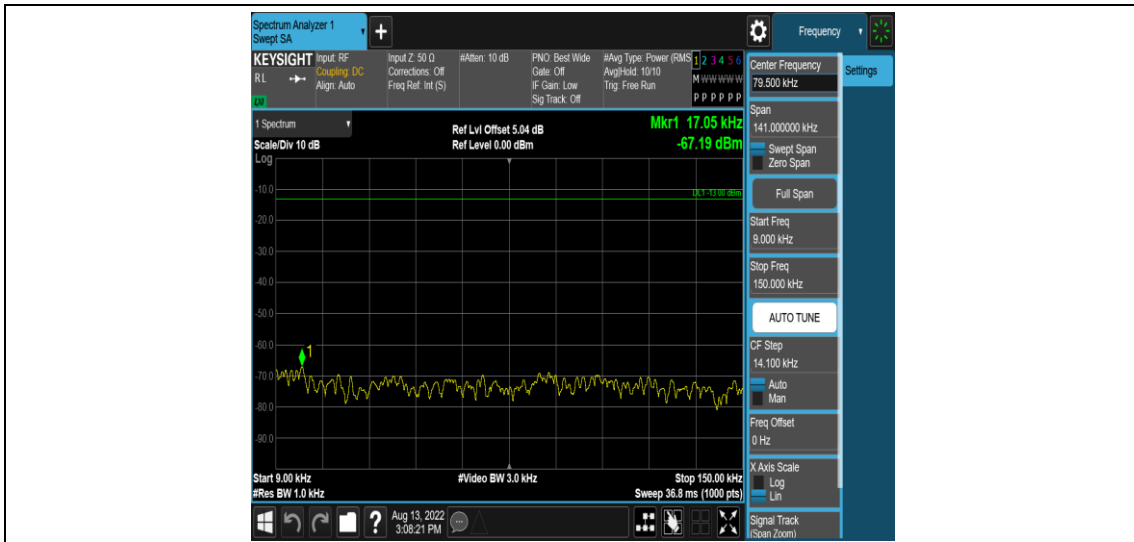 Spectrum Analyzer 1
Swept SA
+
Frequency
KEYSIGHT
RL
LXI
Input: RF
Coupling: DC
Align: Auto
Input Z: 50 Ω
Corrections: Off
Freq Ref: Int (S)
#Atten: 10 dB
PNO: Best Wide
Gate: Off
IF Gain: Low
Sig Track: Off
#Avg Type: Power (RMS
Avg|Hold: 10/10
Trig: Free Run
1 2 3 4 5 6
M W W W W W
P P P P P P
1 Spectrum
Scale/Div 10 dB
Log
Ref Lvl Offset 5.04 dB
Ref Level 0.00 dBm
Mkr1 17.05 kHz
-67.19 dBm
DL1 -13.00 dBm
-10.0
-20.0
-30.0
-40.0
-50.0
-60.0
1
-70.0
-80.0
-90.0
Start 9.00 kHz
#Video BW 3.0 kHz
Stop 150.00 kHz
#Res BW 1.0 kHz
Sweep 36.8 ms (1000 pts)
?
Aug 13, 2022
3:08:21 PM
Center Frequency
79.500 kHz
Settings
Span
141.000000 kHz
Swept Span
Zero Span
Full Span
Start Freq
9.000 kHz
Stop Freq
150.000 kHz
AUTO TUNE
CF Step
14.100 kHz
Auto
Man
Freq Offset
0 Hz
X Axis Scale
Log
Lin
Signal Track
(Span Zoom)